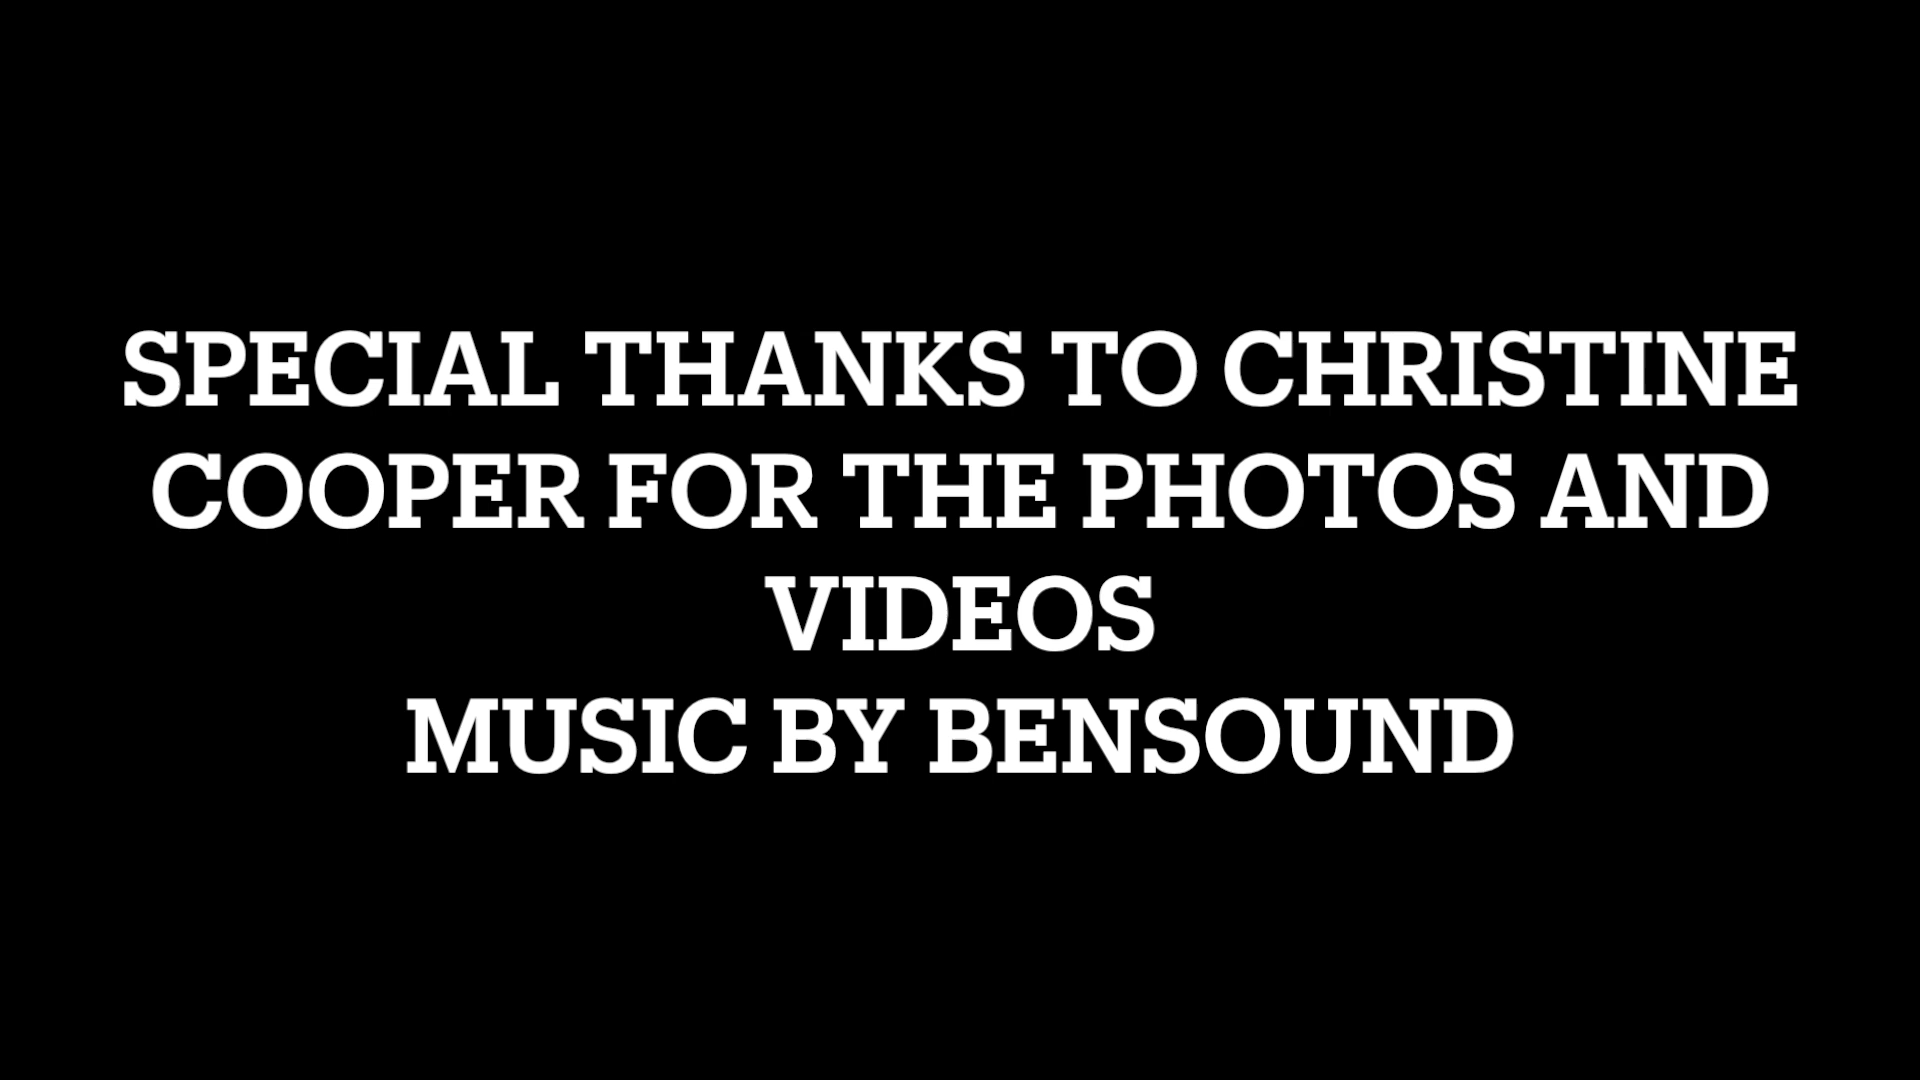 SPECIAL THANKS TO CHRISTINE
COOPER FOR THE PHOTOS AND
VIDEOS
MUSIC BY BENSOUND